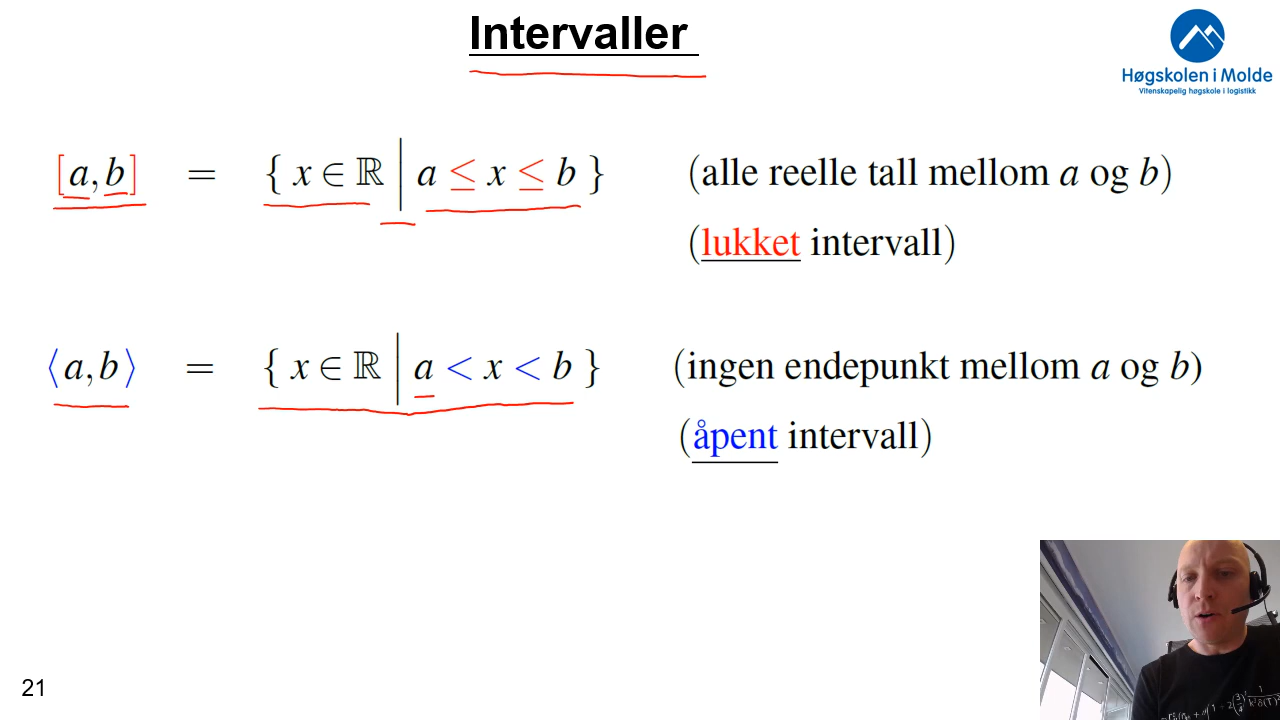 Intervaller
Høgskolen i Molde
Vitenskapelig høgskole i logistikk
[a, b] = { x ∈ ℝ | a ≤ x ≤ b } (alle reelle tall mellom a og b)
(lukket intervall)
⟨a, b⟩ = { x ∈ ℝ | a < x < b } (ingen endepunkt mellom a og b)
(åpent intervall)
21